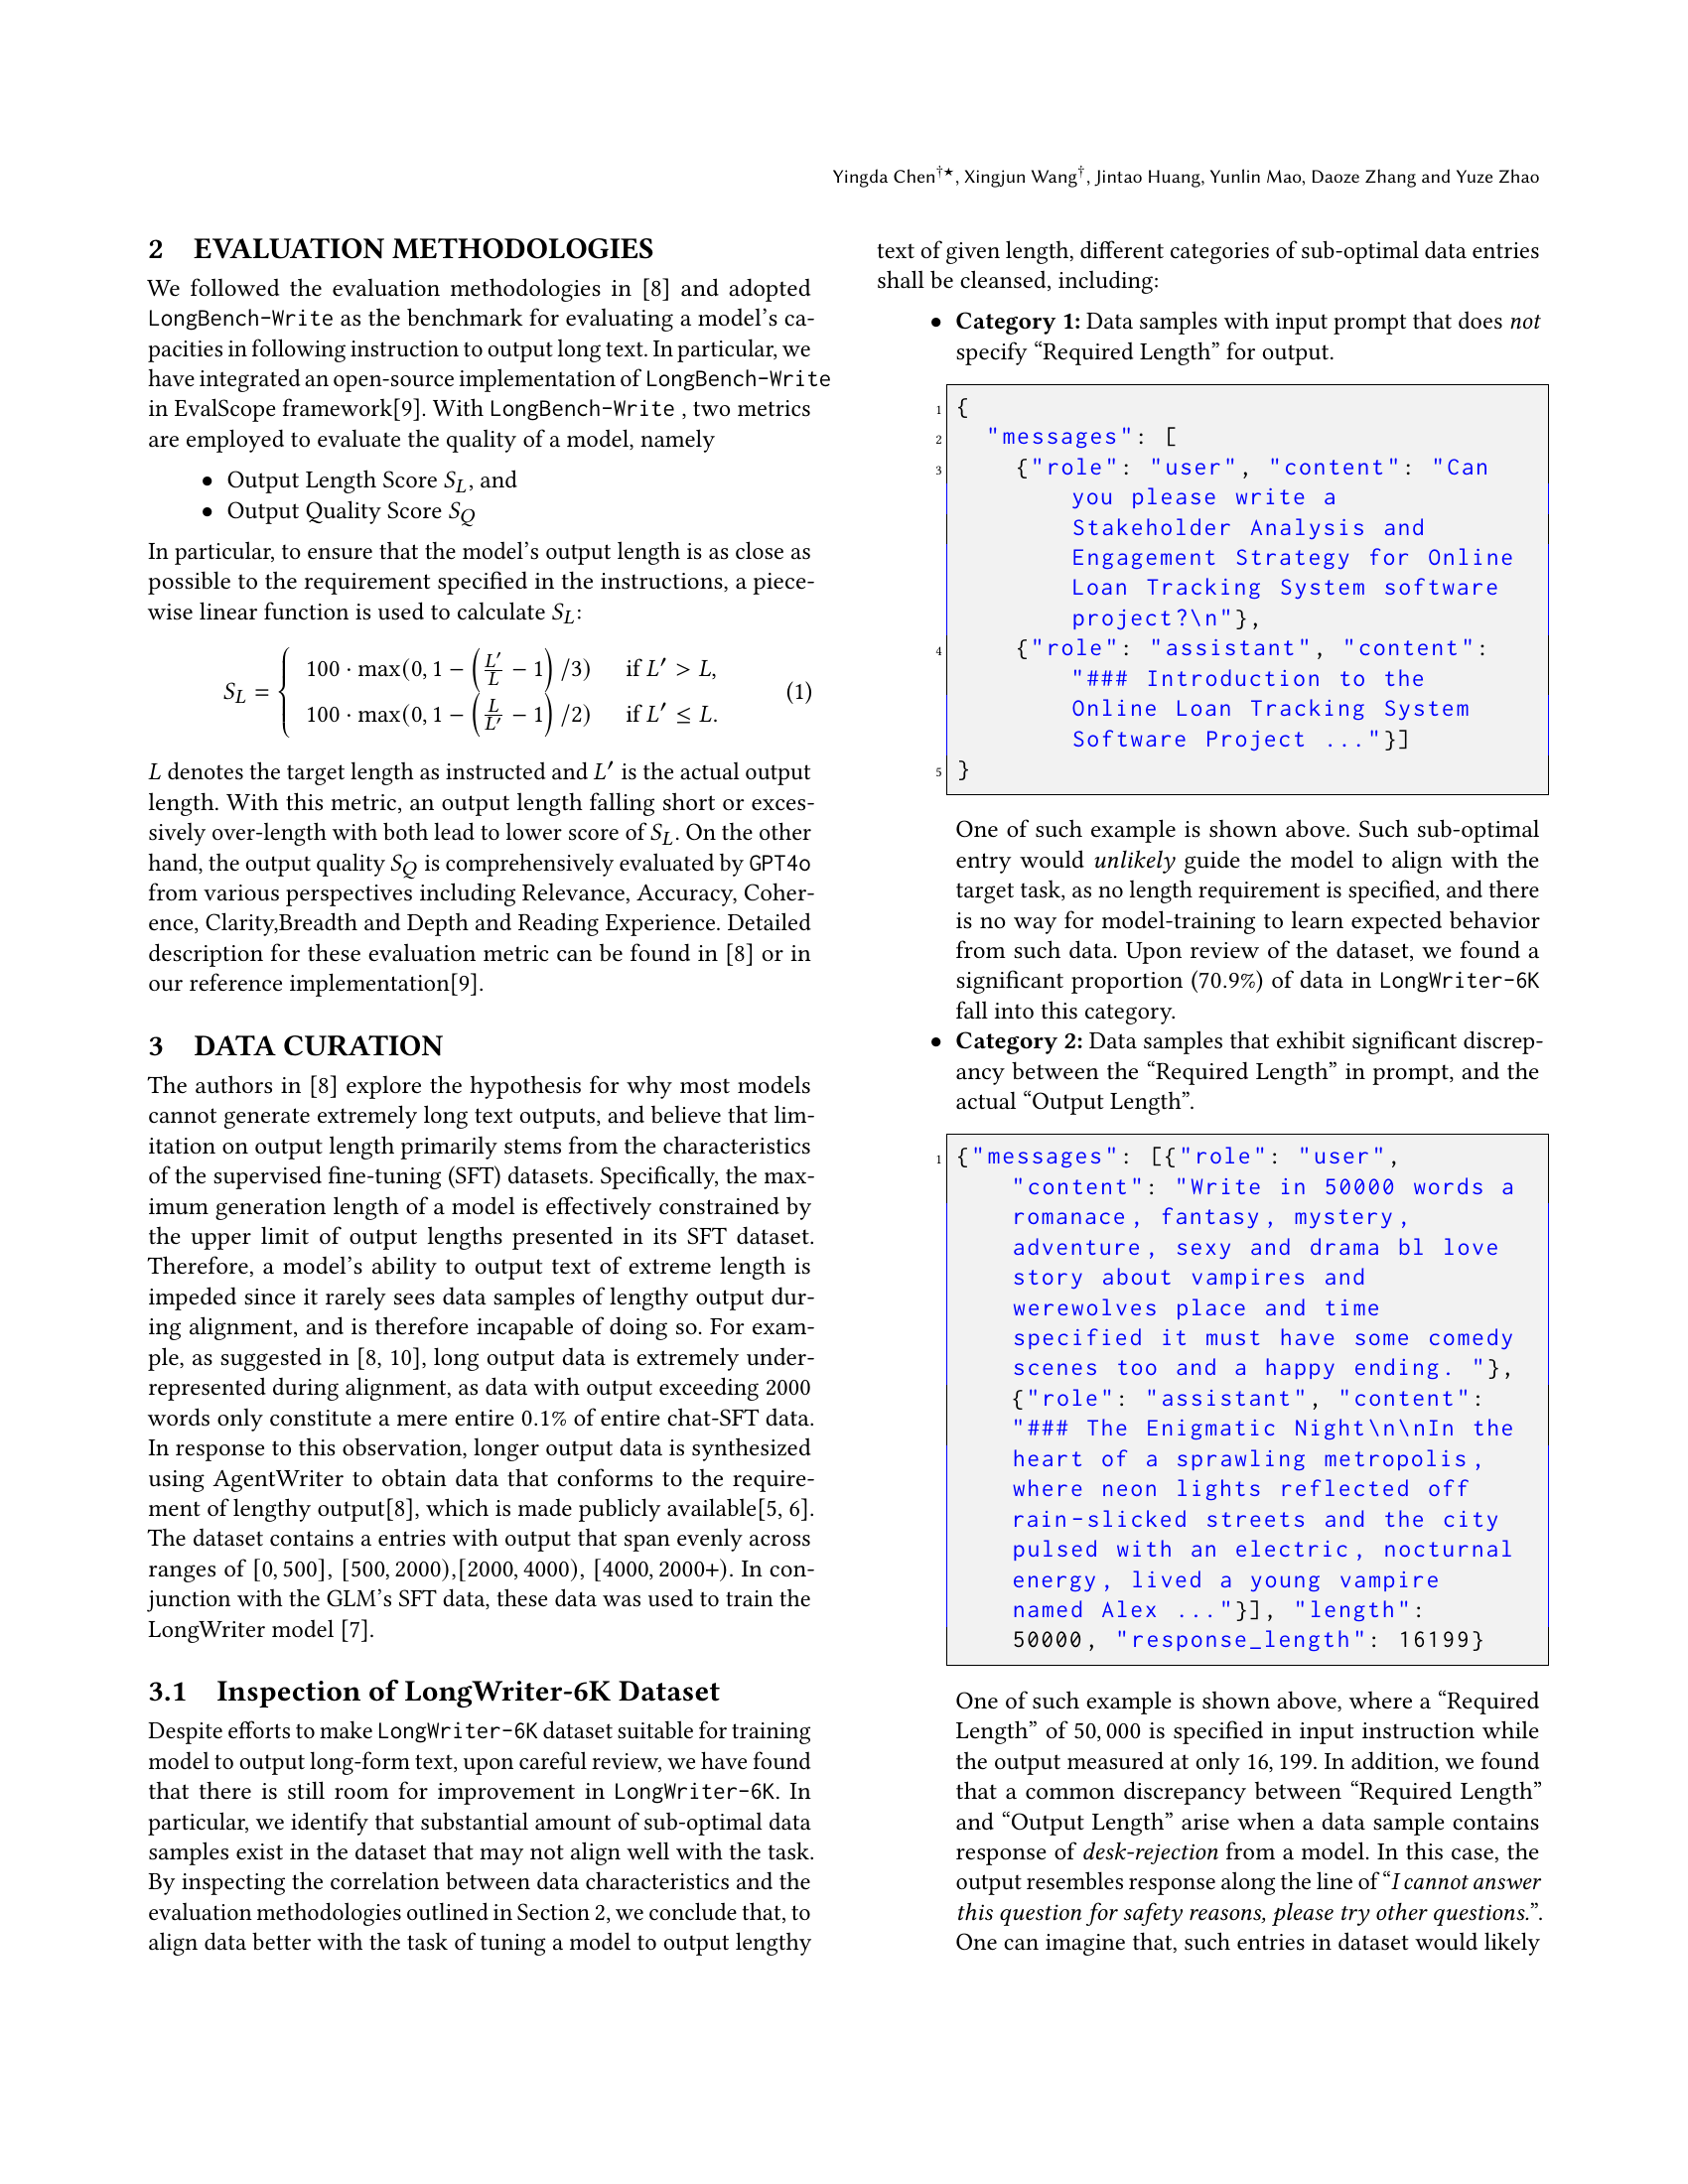 Yingda Chen†★, Xingjun Wang†, Jintao Huang, Yunlin Mao, Daoze Zhang and Yuze Zhao
2 EVALUATION METHODOLOGIES
We followed the evaluation methodologies in [8] and adopted
LongBench-Write as the benchmark for evaluating a model's ca-
pacities in following instruction to output long text. In particular, we
have integrated an open-source implementation of LongBench-Write
in EvalScope framework[9]. With LongBench-Write , two metrics
are employed to evaluate the quality of a model, namely
• Output Length Score S_L, and
• Output Quality Score S_Q
In particular, to ensure that the model's output length is as close as
possible to the requirement specified in the instructions, a piece-
wise linear function is used to calculate S_L:
S_L = { 100 · max(0, 1 − (L′/L − 1) /3) if L′ > L,
100 · max(0, 1 − (L/L′ − 1) /2) if L′ ≤ L. (1)
L denotes the target length as instructed and L′ is the actual output
length. With this metric, an output length falling short or exces-
sively over-length with both lead to lower score of S_L. On the other
hand, the output quality S_Q is comprehensively evaluated by GPT4o
from various perspectives including Relevance, Accuracy, Coher-
ence, Clarity,Breadth and Depth and Reading Experience. Detailed
description for these evaluation metric can be found in [8] or in
our reference implementation[9].
3 DATA CURATION
The authors in [8] explore the hypothesis for why most models
cannot generate extremely long text outputs, and believe that lim-
itation on output length primarily stems from the characteristics
of the supervised fine-tuning (SFT) datasets. Specifically, the max-
imum generation length of a model is effectively constrained by
the upper limit of output lengths presented in its SFT dataset.
Therefore, a model's ability to output text of extreme length is
impeded since it rarely sees data samples of lengthy output dur-
ing alignment, and is therefore incapable of doing so. For exam-
ple, as suggested in [8, 10], long output data is extremely under-
represented during alignment, as data with output exceeding 2000
words only constitute a mere entire 0.1% of entire chat-SFT data.
In response to this observation, longer output data is synthesized
using AgentWriter to obtain data that conforms to the require-
ment of lengthy output[8], which is made publicly available[5, 6].
The dataset contains a entries with output that span evenly across
ranges of [0, 500], [500, 2000),[2000, 4000), [4000, 2000+). In con-
junction with the GLM's SFT data, these data was used to train the
LongWriter model [7].
3.1 Inspection of LongWriter-6K Dataset
Despite efforts to make LongWriter-6K dataset suitable for training
model to output long-form text, upon careful review, we have found
that there is still room for improvement in LongWriter-6K. In
particular, we identify that substantial amount of sub-optimal data
samples exist in the dataset that may not align well with the task.
By inspecting the correlation between data characteristics and the
evaluation methodologies outlined in Section 2, we conclude that, to
align data better with the task of tuning a model to output lengthy
text of given length, different categories of sub-optimal data entries
shall be cleansed, including:
• Category 1: Data samples with input prompt that does not
specify “Required Length” for output.
1 {
2 "messages": [
3 {"role": "user", "content": "Can
you please write a
Stakeholder Analysis and
Engagement Strategy for Online
Loan Tracking System software
project?\n"},
4 {"role": "assistant", "content":
"### Introduction to the
Online Loan Tracking System
Software Project ..."}]
5 }
One of such example is shown above. Such sub-optimal
entry would unlikely guide the model to align with the
target task, as no length requirement is specified, and there
is no way for model-training to learn expected behavior
from such data. Upon review of the dataset, we found a
significant proportion (70.9%) of data in LongWriter-6K
fall into this category.
• Category 2: Data samples that exhibit significant discrep-
ancy between the “Required Length” in prompt, and the
actual “Output Length”.
1 {"messages": [{"role": "user",
"content": "Write in 50000 words a
romanace, fantasy, mystery,
adventure, sexy and drama bl love
story about vampires and
werewolves place and time
specified it must have some comedy
scenes too and a happy ending. "},
{"role": "assistant", "content":
"### The Enigmatic Night\n\nIn the
heart of a sprawling metropolis,
where neon lights reflected off
rain-slicked streets and the city
pulsed with an electric, nocturnal
energy, lived a young vampire
named Alex ..."}], "length":
50000, "response_length": 16199}
One of such example is shown above, where a “Required
Length” of 50, 000 is specified in input instruction while
the output measured at only 16, 199. In addition, we found
that a common discrepancy between “Required Length”
and “Output Length” arise when a data sample contains
response of desk-rejection from a model. In this case, the
output resembles response along the line of “I cannot answer
this question for safety reasons, please try other questions.”.
One can imagine that, such entries in dataset would likely